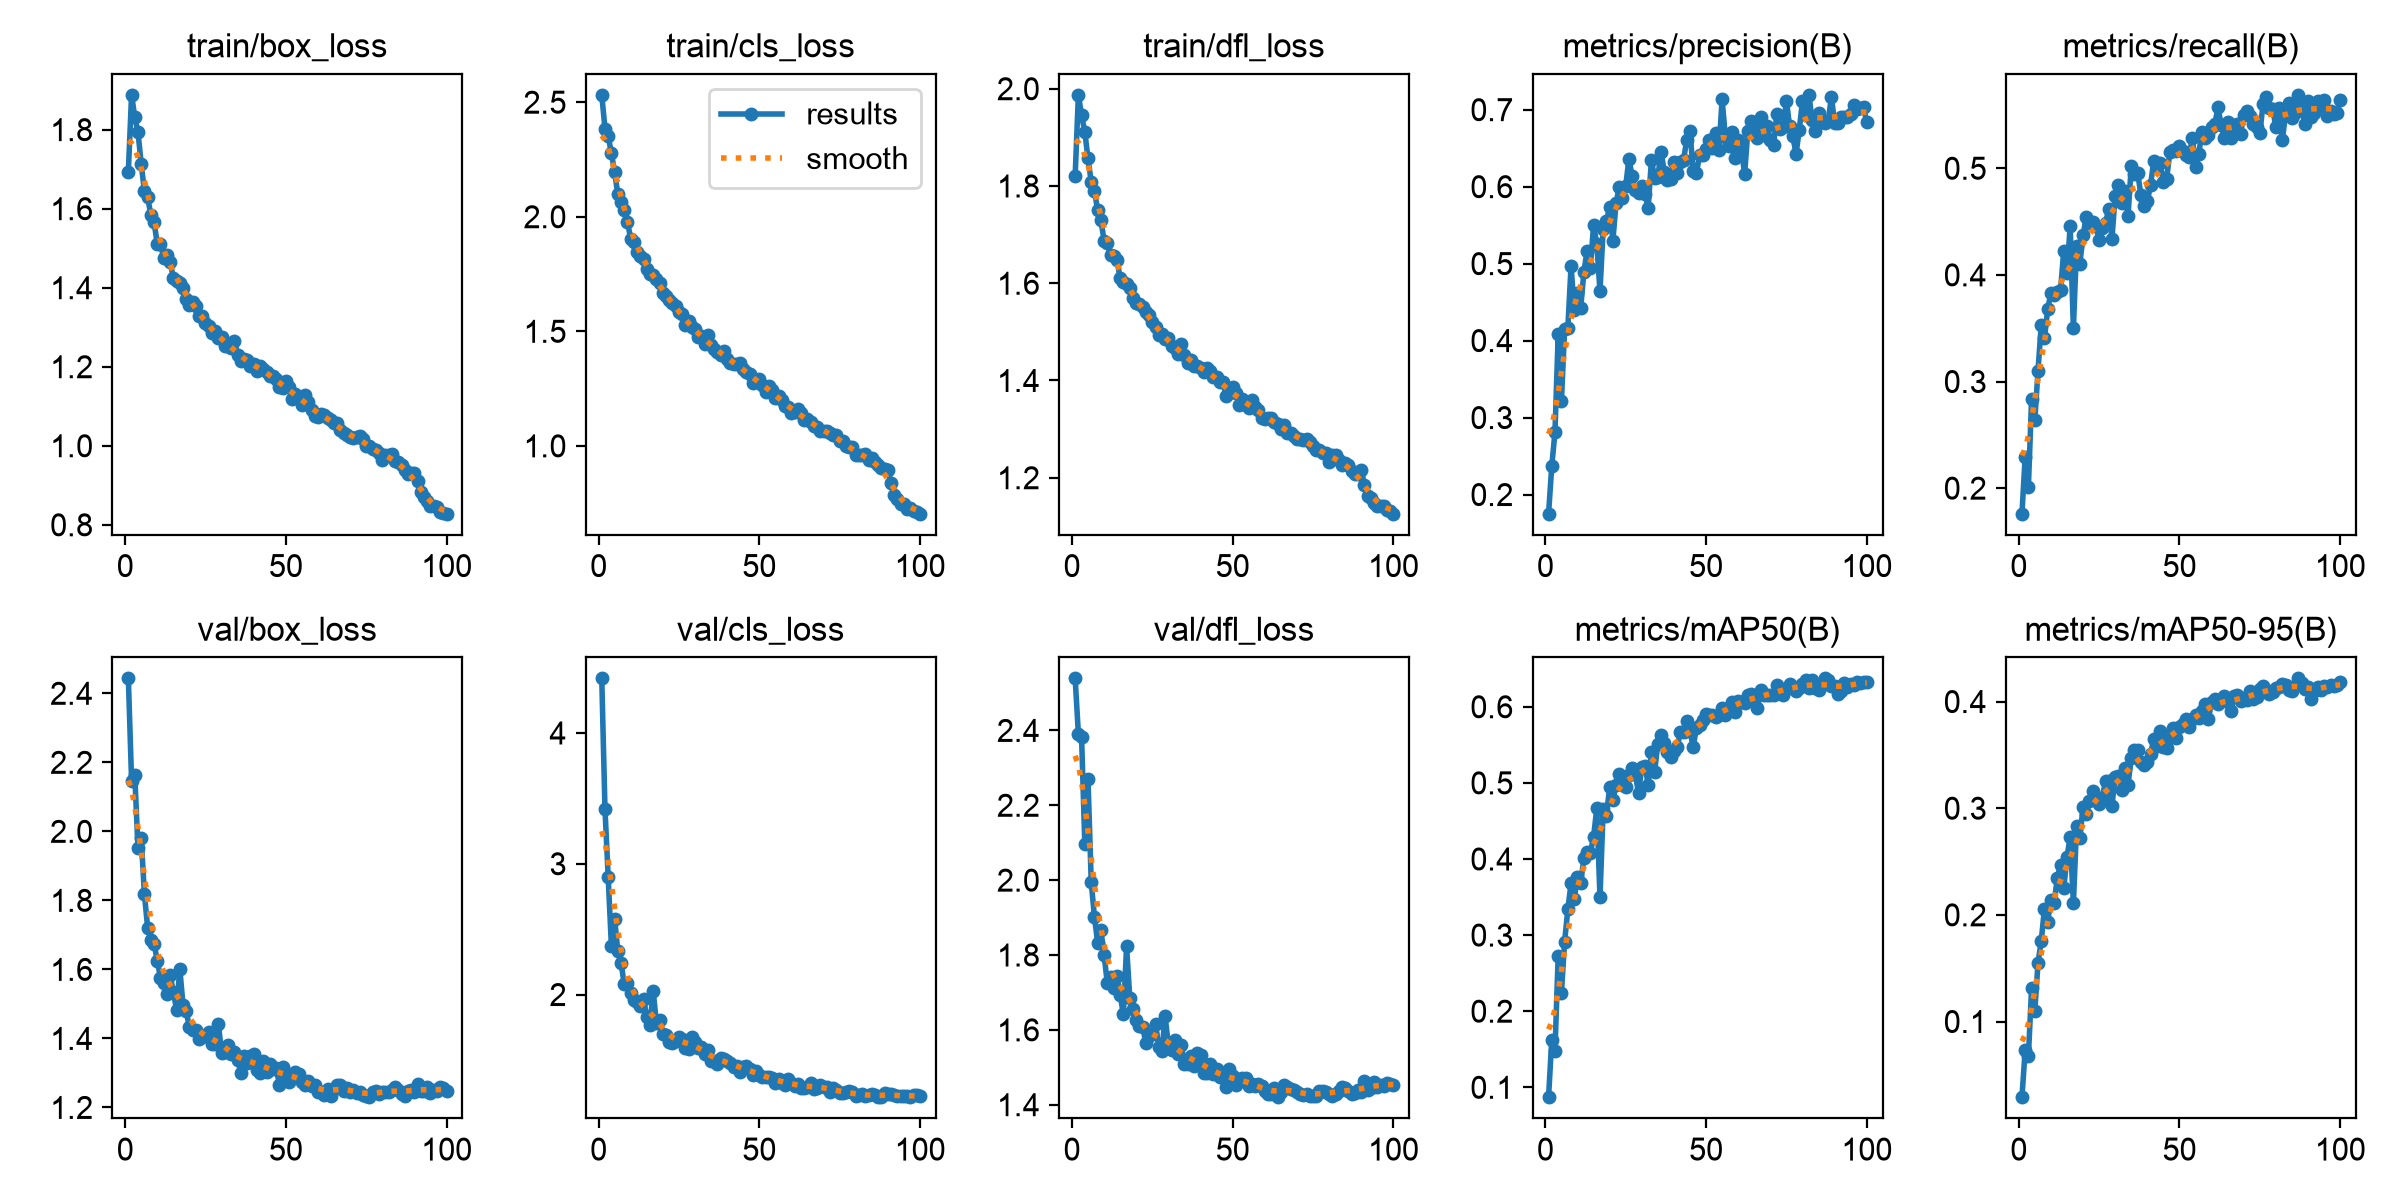 train/box_loss
1.8
1.6
1.4
1.2
1.0
0.8
0 50 100
train/cls_loss
results
smooth
2.5
2.0
1.5
1.0
0 50 100
train/dfl_loss
2.0
1.8
1.6
1.4
1.2
0 50 100
metrics/precision(B)
0.7
0.6
0.5
0.4
0.3
0.2
0 50 100
metrics/recall(B)
0.5
0.4
0.3
0.2
0 50 100
val/box_loss
2.4
2.2
2.0
1.8
1.6
1.4
1.2
0 50 100
val/cls_loss
4
3
2
0 50 100
val/dfl_loss
2.4
2.2
2.0
1.8
1.6
1.4
0 50 100
metrics/mAP50(B)
0.6
0.5
0.4
0.3
0.2
0.1
0 50 100
metrics/mAP50-95(B)
0.4
0.3
0.2
0.1
0 50 100